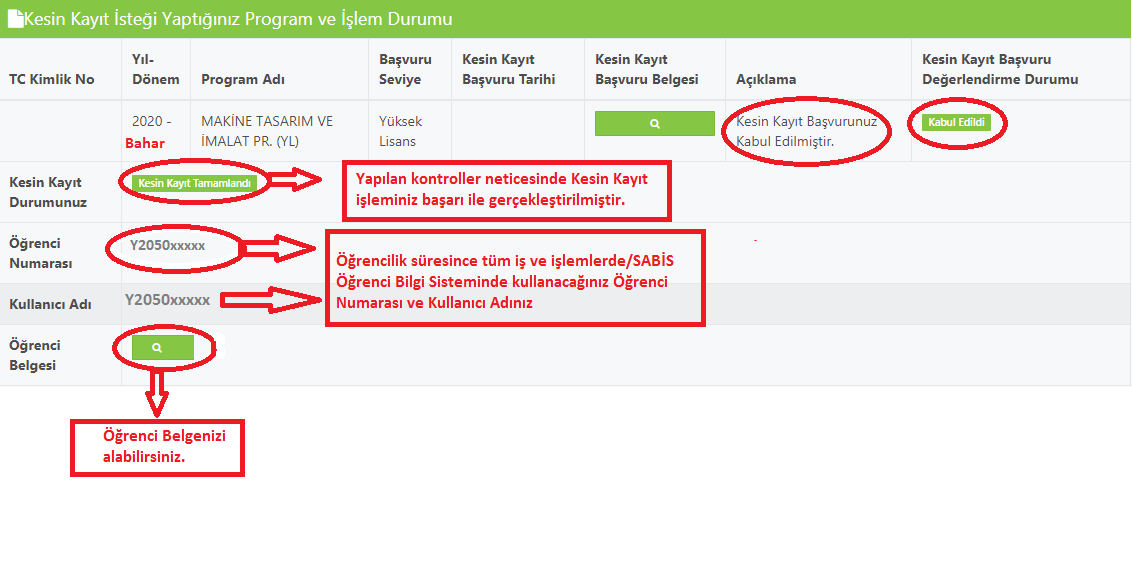 Kesin Kayıt İsteği Yaptığınız Program ve İşlem Durumu
TC Kimlik No
Yıl-
Dönem
Program Adı
Başvuru
Seviye
Kesin Kayıt
Başvuru Tarihi
Kesin Kayıt
Başvuru Belgesi
Açıklama
Kesin Kayıt Başvuru
Değerlendirme Durumu
2020 -
Bahar
MAKİNE TASARIM VE
İMALAT PR. (YL)
Yüksek
Lisans
Kesin Kayıt Başvurunuz
Kabul Edilmiştir.
Kabul Edildi
Kesin Kayıt
Durumunuz
Kesin Kayıt Tamamlandı
Yapılan kontroller neticesinde Kesin Kayıt
işleminiz başarı ile gerçekleştirilmiştir.
Öğrenci
Numarası
Y2050xxxxx
Öğrencilik süresince tüm iş ve işlemlerde/SABİS
Öğrenci Bilgi Sisteminde kullanacağınız Öğrenci
Numarası ve Kullanıcı Adınız
Kullanıcı Adı
Y2050xxxxx
Öğrenci
Belgesi
Öğrenci Belgenizi
alabilirsiniz.